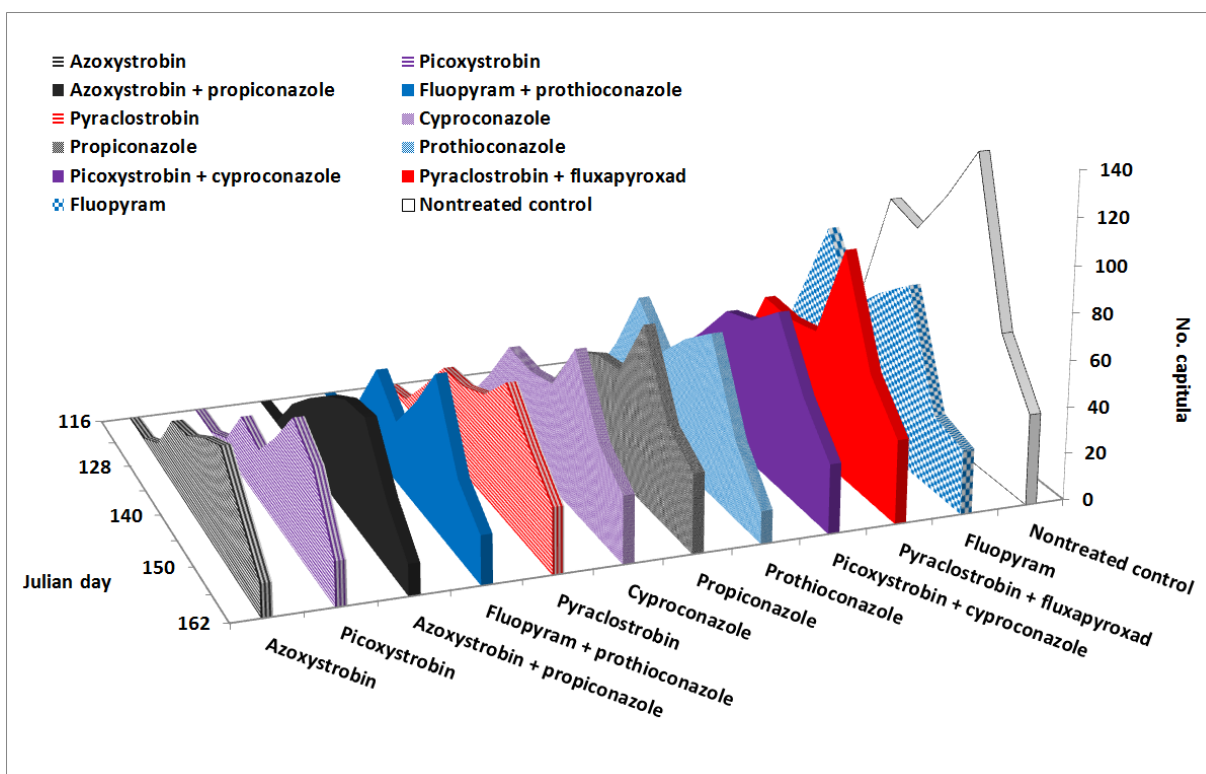 Azoxystrobin
Picoxystrobin
Azoxystrobin + propiconazole
Fluopyram + prothioconazole
Pyraclostrobin
Cyproconazole
Propiconazole
Prothioconazole
Picoxystrobin + cyproconazole
Pyraclostrobin + fluxapyroxad
Fluopyram
Nontreated control
140
120
100
80
60
40
20
0
No. capitula
116
128
140
150
162
Julian day
Azoxystrobin
Picoxystrobin
Azoxystrobin + propiconazole
Fluopyram + prothioconazole
Pyraclostrobin
Cyproconazole
Propiconazole
Prothioconazole
Picoxystrobin + cyproconazole
Pyraclostrobin + fluxapyroxad
Fluopyram
Nontreated control